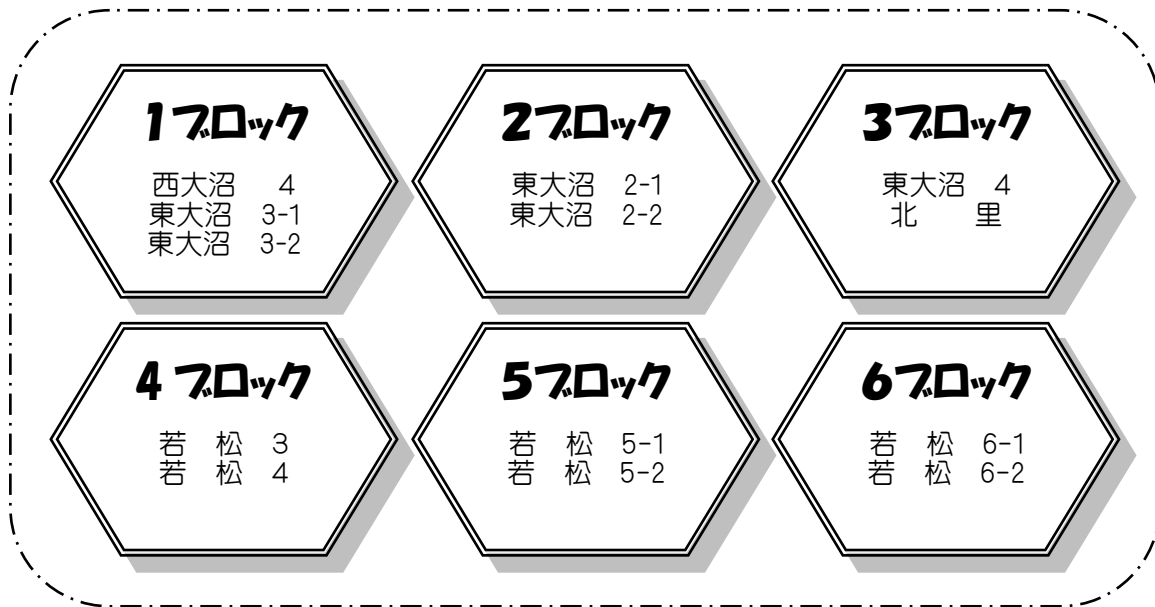 1ブロック
西大沼　4
東大沼　3-1
東大沼　3-2
2ブロック
東大沼　2-1
東大沼　2-2
3ブロック
東大沼　4
北　　里
4ブロック
若　松　3
若　松　4
5ブロック
若　松　5-1
若　松　5-2
6ブロック
若　松　6-1
若　松　6-2